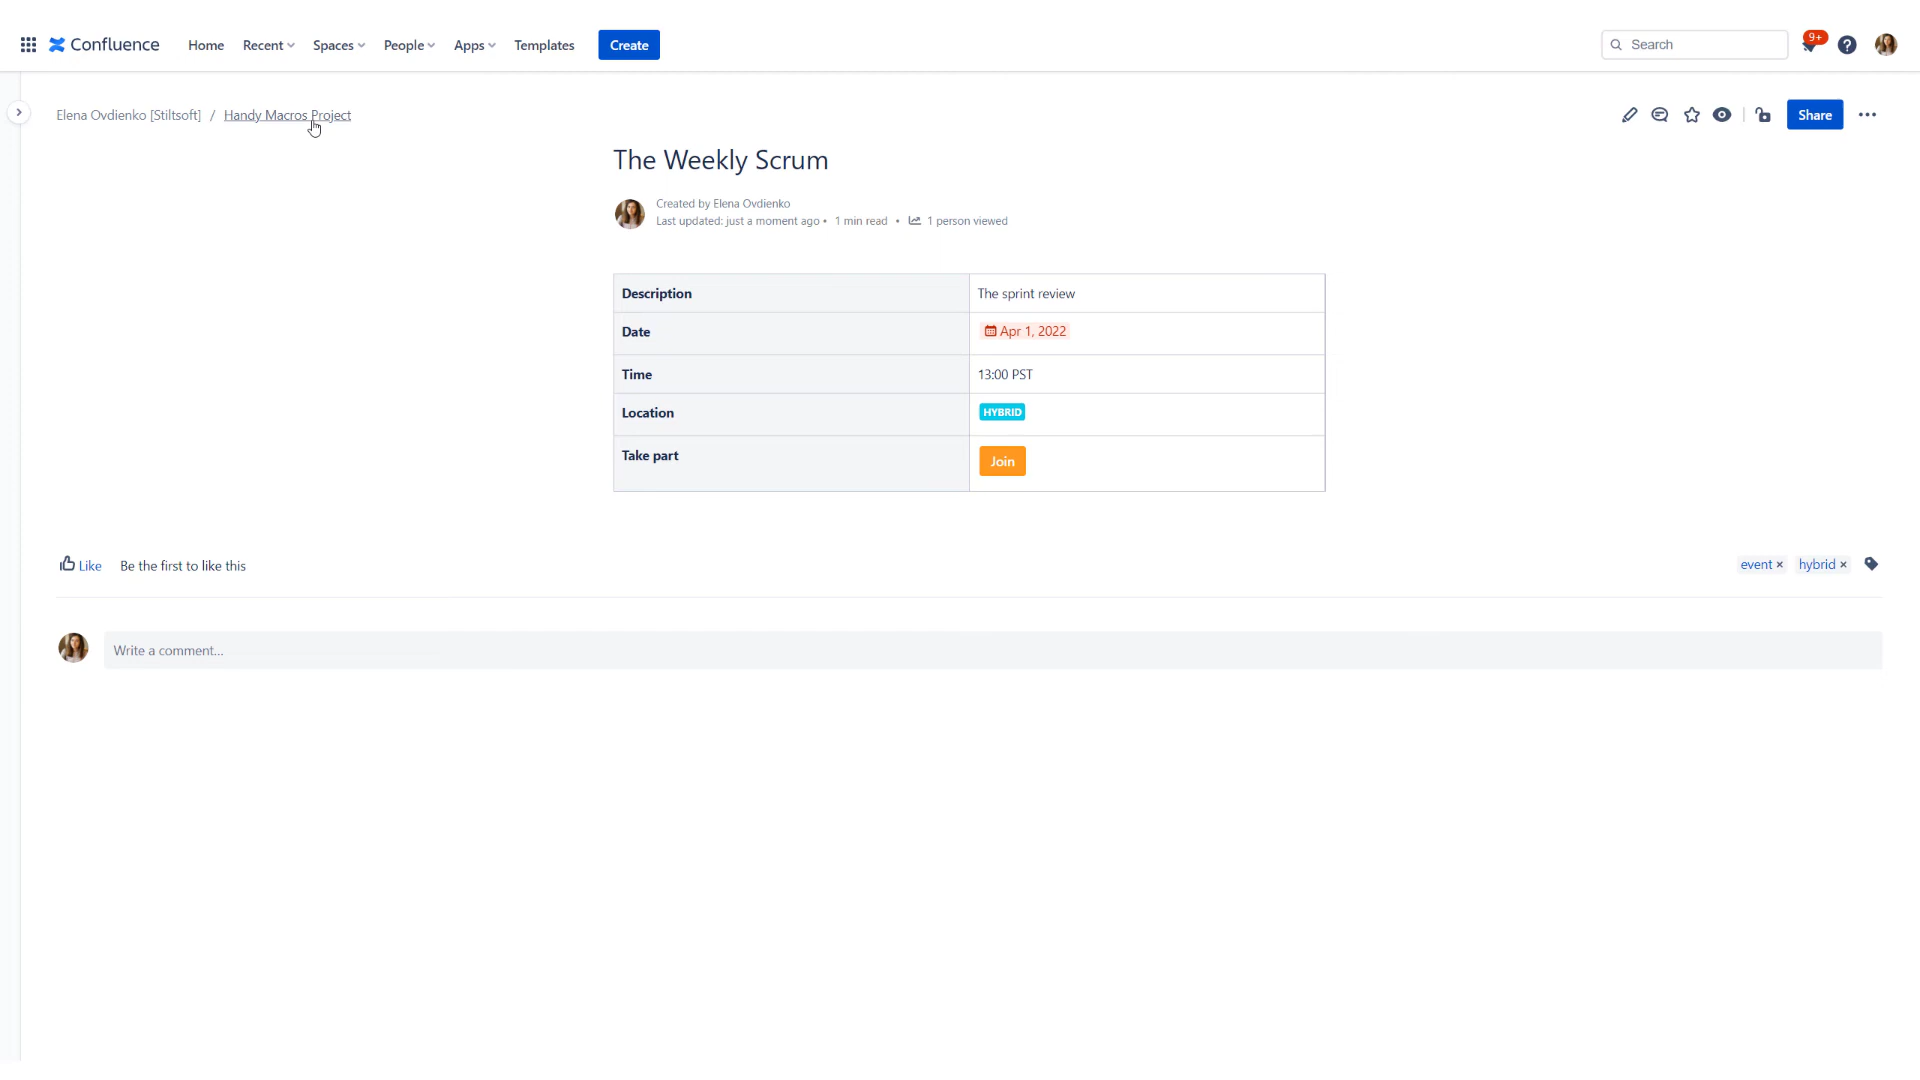 Confluence Home Recent Spaces People Apps Templates Create Search 9+
Elena Ovdienko [Stiltsoft] / Handy Macros Project Share
The Weekly Scrum
Created by Elena Ovdienko
Last updated: just a moment ago • 1 min read • 1 person viewed
Description The sprint review
Date Apr 1, 2022
Time 13:00 PST
Location HYBRID
Take part Join
Like Be the first to like this event × hybrid ×
Write a comment...